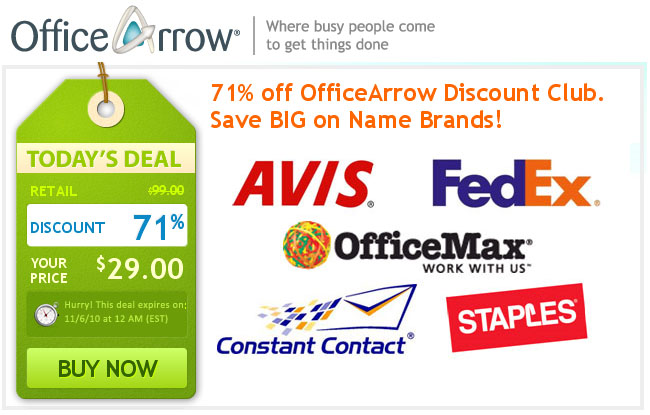 OfficeArrow®
Where busy people come
to get things done
71% off OfficeArrow Discount Club.
Save BIG on Name Brands!
TODAY'S DEAL
RETAIL $99.00
DISCOUNT 71%
YOUR
PRICE $29.00
Hurry! This deal expires on:
11/6/10 at 12 AM (EST)
BUY NOW
AVIS®
FedEx®
OfficeMax®
WORK WITH US™
Constant Contact®
STAPLES®